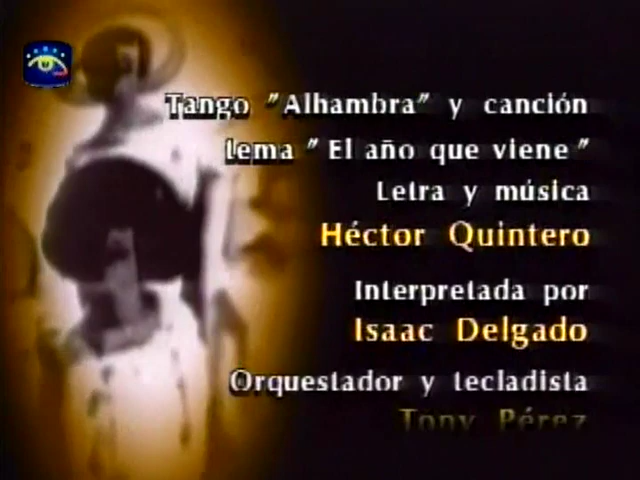 Tango "Alhambra" y canción
Lema " El año que viene "
Letra y música
Héctor Quintero
Interpretada por
Isaac Delgado
Orquestador y tecladista
Tony Pérez